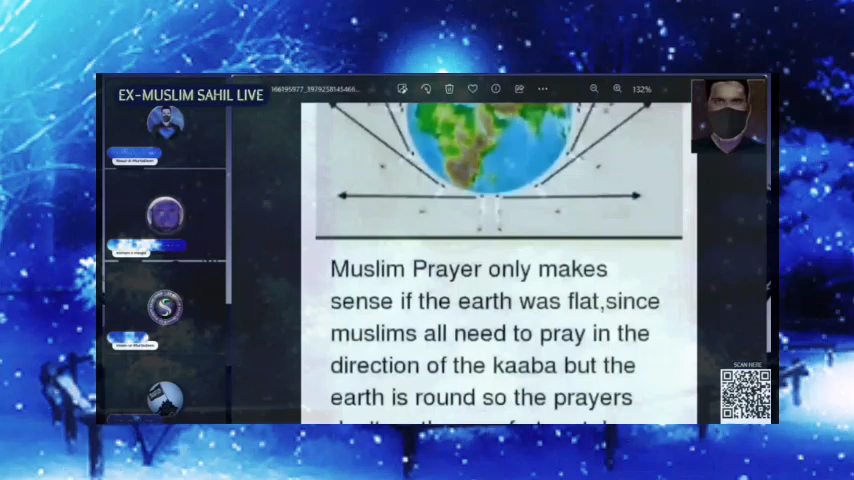 EX-MUSLIM SAHIL LIVE
132%
Muslim Prayer only makes
sense if the earth was flat,since
muslims all need to pray in the
direction of the kaaba but the
earth is round so the prayers
SCAN HERE